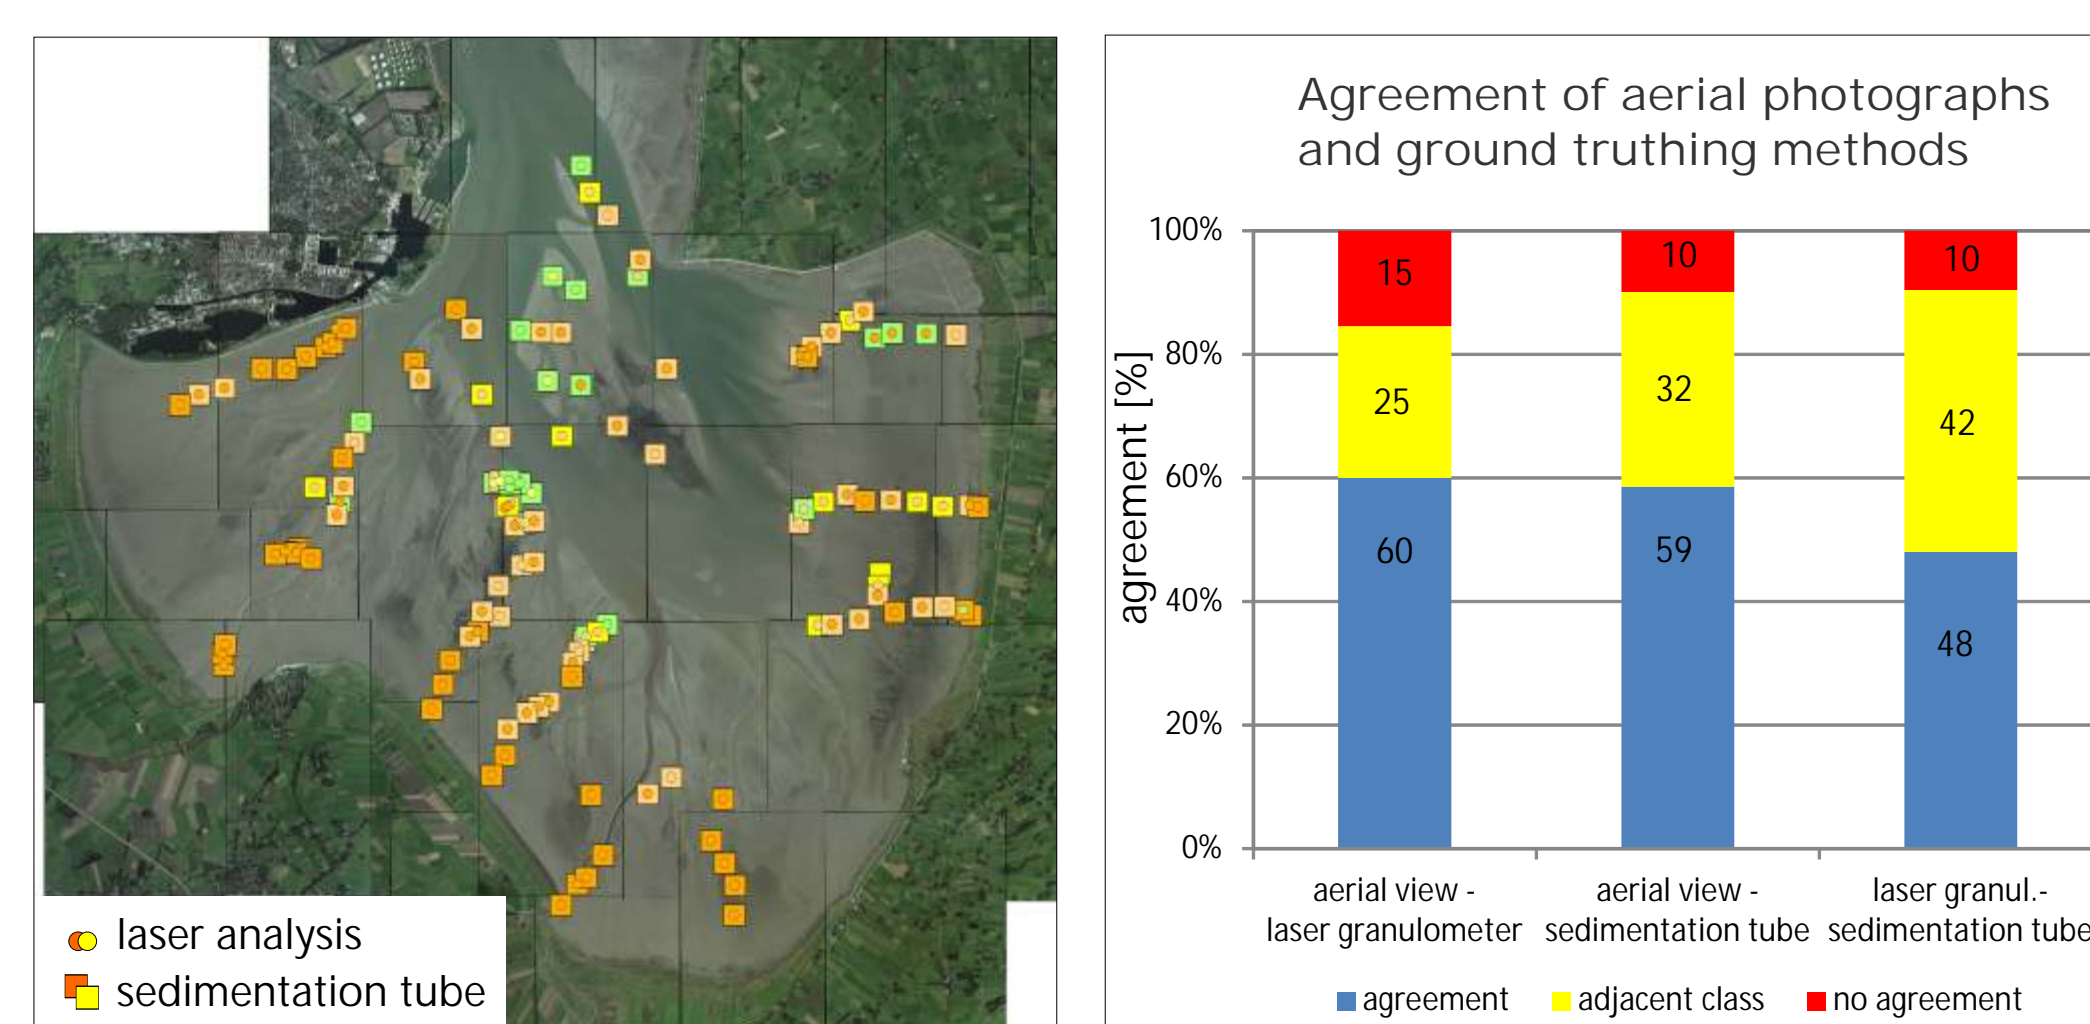 laser analysis
sedimentation tube
Agreement of aerial photographs
and ground truthing methods
agreement [%]
100%
80%
60%
40%
20%
0%
15
25
60
10
32
59
10
42
48
aerial view -
laser granulometer
aerial view -
sedimentation tube
laser granul.-
sedimentation tube
agreement
adjacent class
no agreement